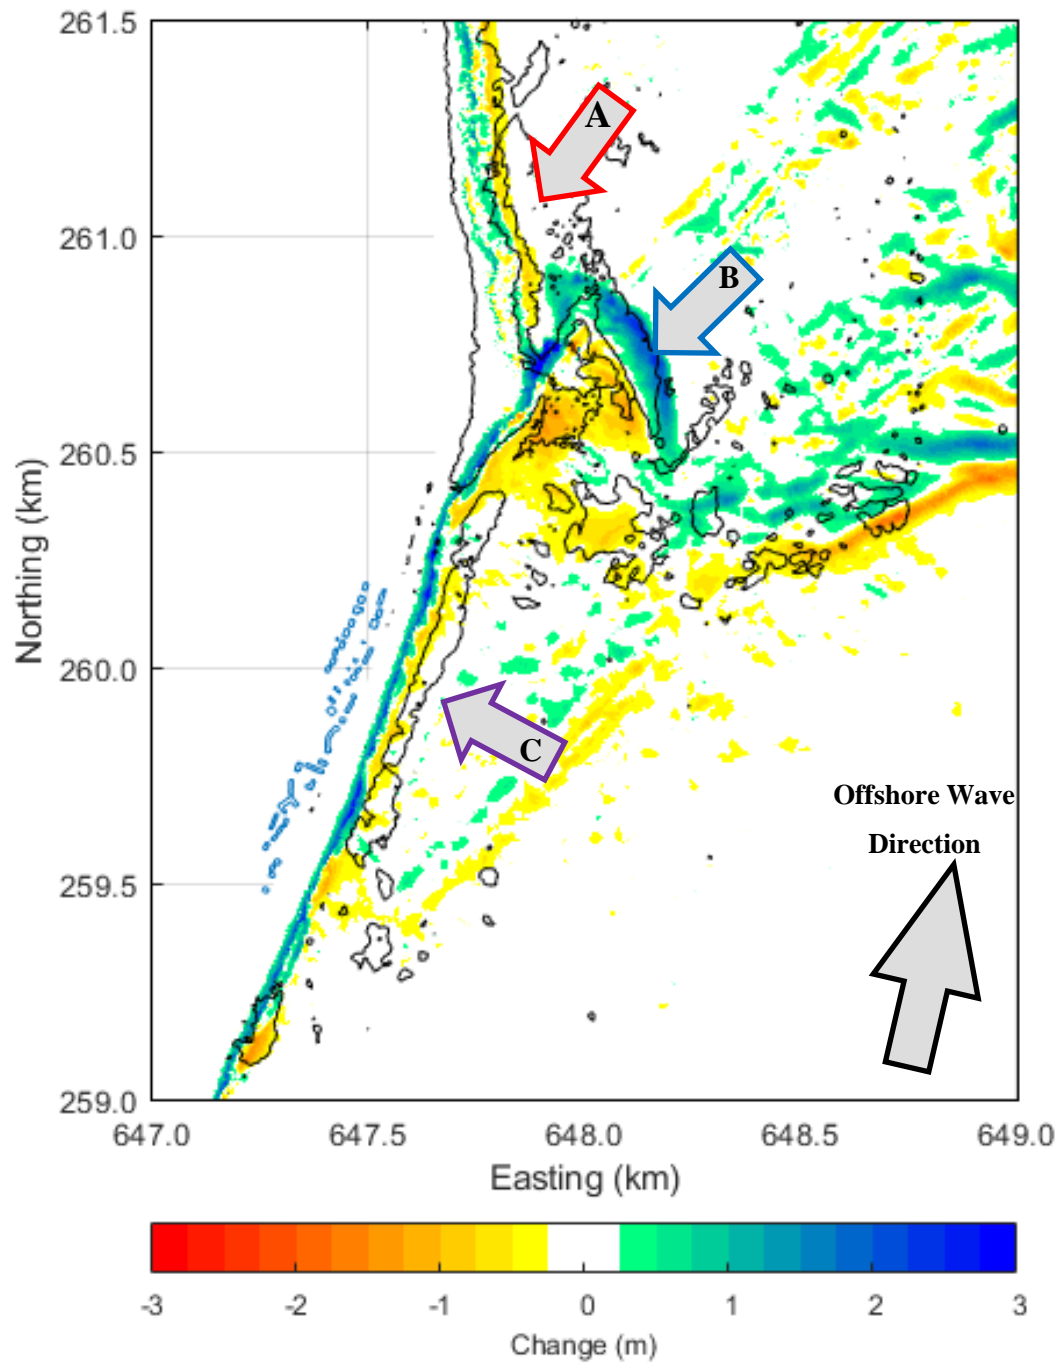 261.5
A
261.0
B
260.5
Northing (km)
260.0
C
Offshore Wave
Direction
259.5
259.0
647.0 647.5 648.0 648.5 649.0
Easting (km)
-3 -2 -1 0 1 2 3
Change (m)